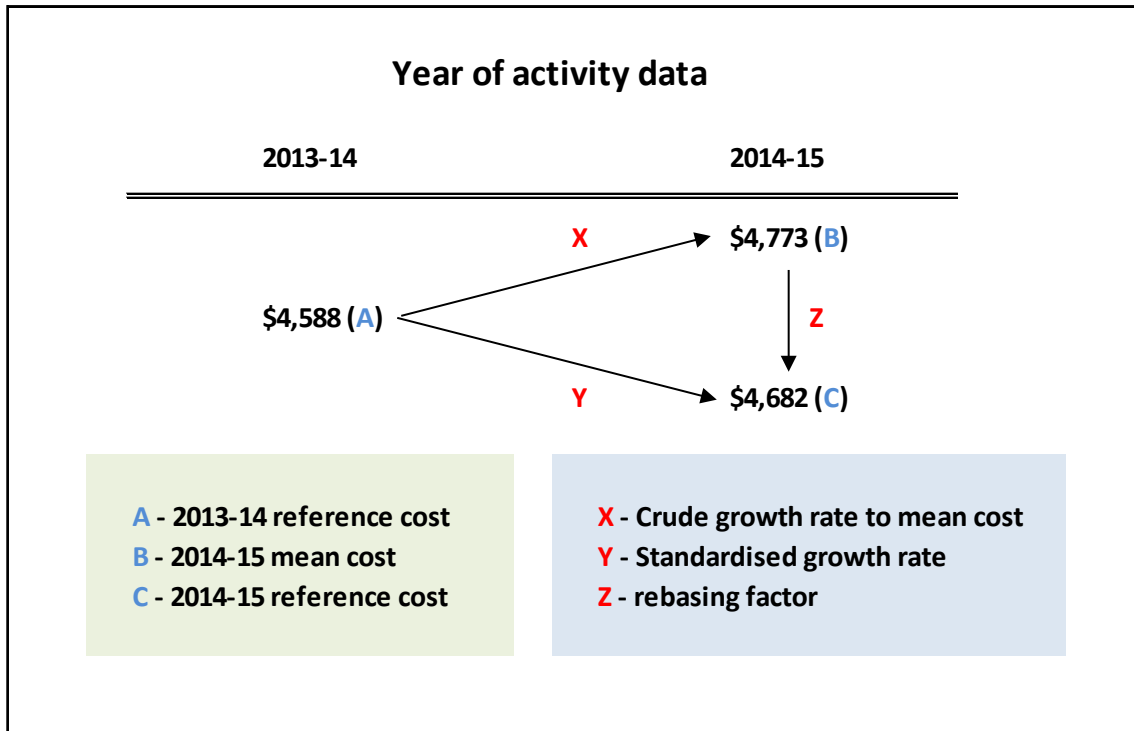 Year of activity data
2013-14 2014-15
X $4,773 (B)
$4,588 (A) Z
Y $4,682 (C)
A - 2013-14 reference cost
B - 2014-15 mean cost
C - 2014-15 reference cost
X - Crude growth rate to mean cost
Y - Standardised growth rate
Z - rebasing factor